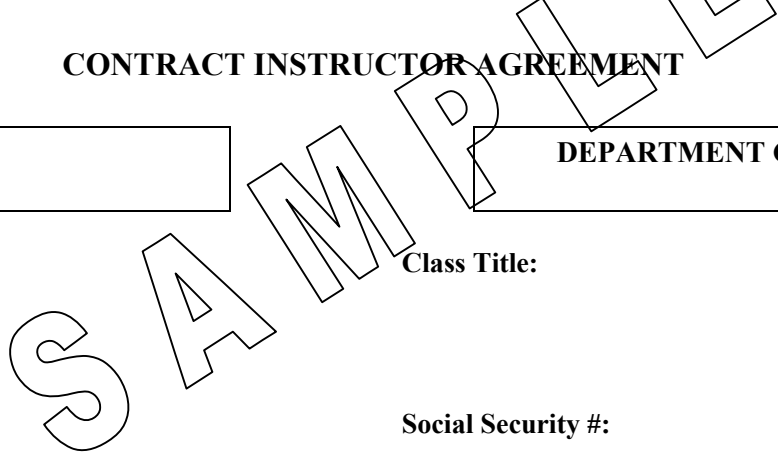 CONTRACT INSTRUCTOR AGREEMENT
DEPARTMENT
Class Title:
Social Security #:
SAMPLE